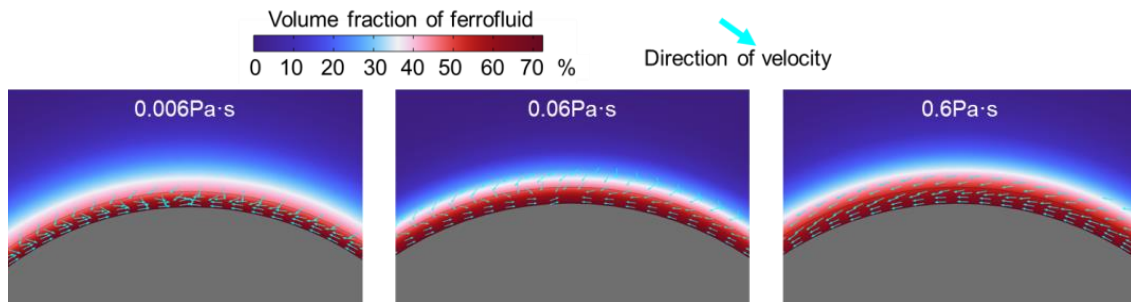 Volume fraction of ferrofluid
0 10 20 30 40 50 60 70 %
Direction of velocity
0.006Pa·s
0.06Pa·s
0.6Pa·s